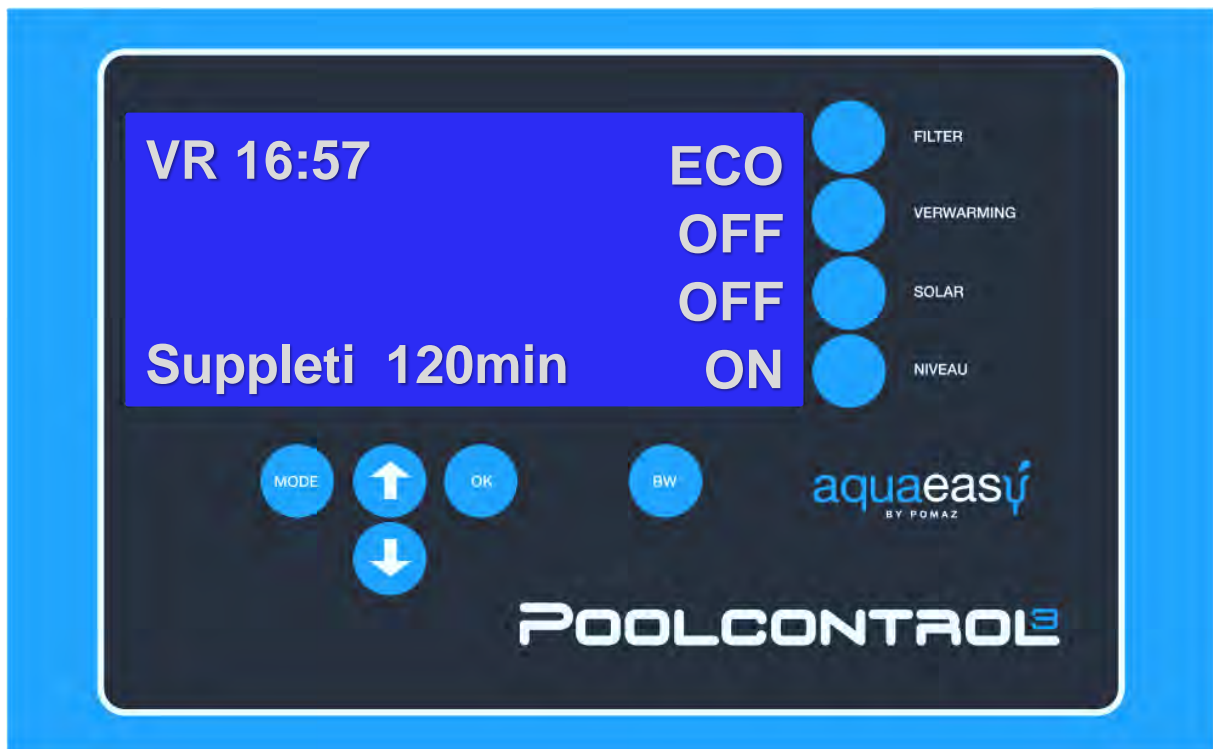 VR 16:57 ECO
OFF
OFF
Suppleti 120min ON
FILTER
VERWARMING
SOLAR
NIVEAU
MODE OK BW
aquaeasy
BY POMAZ
POOLCONTROL3